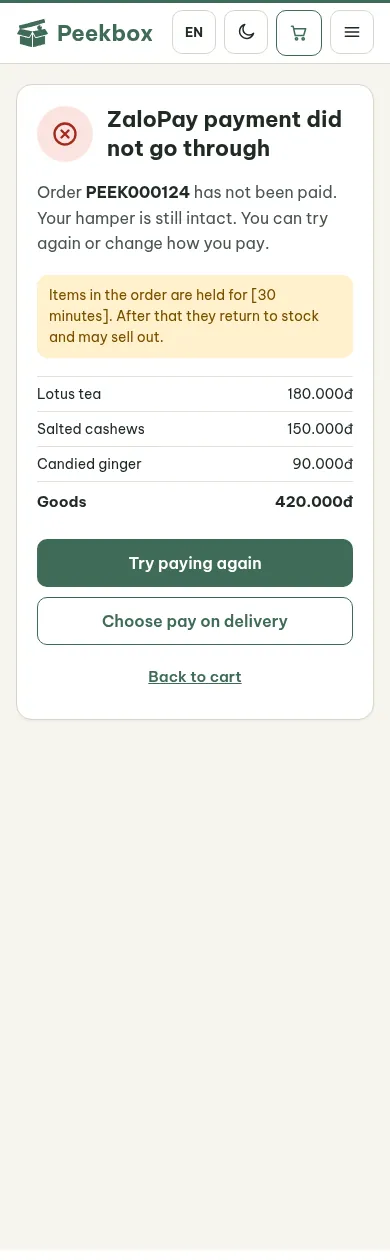 Peekbox
EN
ZaloPay payment did
not go through
Order PEEK000124 has not been paid.
Your hamper is still intact. You can try
again or change how you pay.
Items in the order are held for [30
minutes]. After that they return to stock
and may sell out.
Lotus tea 180.000đ
Salted cashews 150.000đ
Candied ginger 90.000đ
Goods 420.000đ
Try paying again
Choose pay on delivery
Back to cart